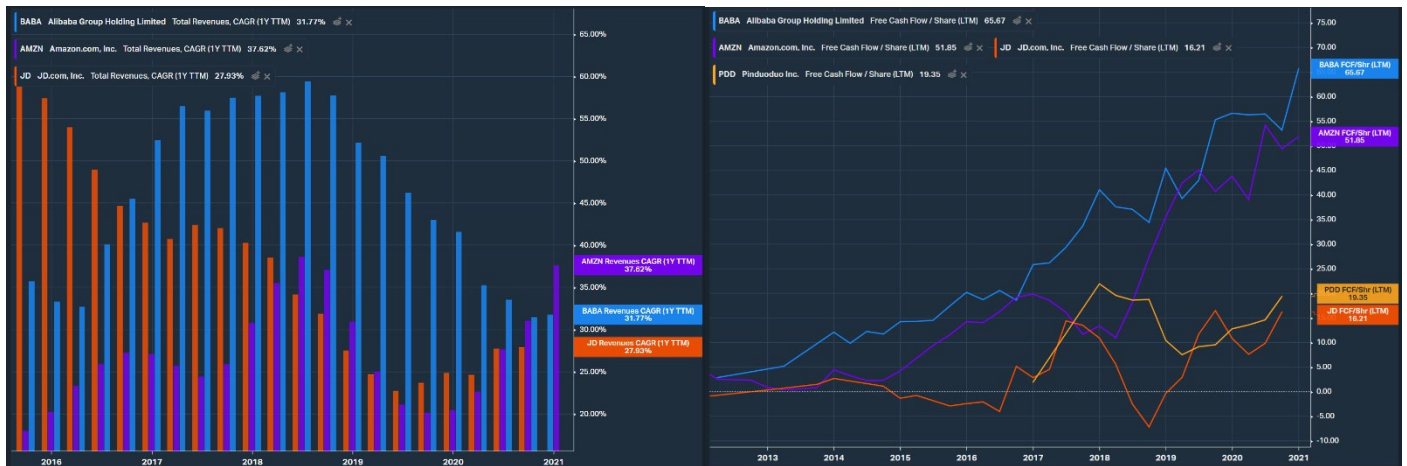 BABA Alibaba Group Holding Limited Total Revenues, CAGR (1Y TTM) 31.77%
AMZN Amazon.com, Inc. Total Revenues, CAGR (1Y TTM) 37.62%
JD JD.com, Inc. Total Revenues, CAGR (1Y TTM) 27.93%
65.00%
60.00%
55.00%
50.00%
45.00%
40.00%
AMZN Revenues CAGR (1Y TTM)
37.62%
BABA Revenues CAGR (1Y TTM)
31.77%
30.00%
JD Revenues CAGR (1Y TTM)
27.93%
25.00%
20.00%
2016 2017 2018 2019 2020 2021
BABA Alibaba Group Holding Limited Free Cash Flow / Share (LTM) 65.67
AMZN Amazon.com, Inc. Free Cash Flow / Share (LTM) 51.85
JD JD.com, Inc. Free Cash Flow / Share (LTM) 16.21
PDD Pinduoduo Inc. Free Cash Flow / Share (LTM) 19.35
75.00
70.00
BABA FCF/Shr (LTM)
65.67
60.00
55.00
AMZN FCF/Shr (LTM)
51.85
45.00
40.00
35.00
30.00
25.00
PDD FCF/Shr (LTM)
19.35
JD FCF/Shr (LTM)
16.21
10.00
5.00
0.00
-5.00
-10.00
2013 2014 2015 2016 2017 2018 2019 2020 2021